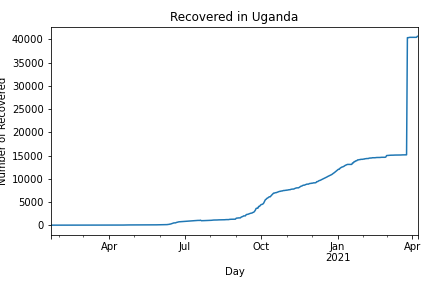 Recovered in Uganda
Number of Recovered
40000
35000
30000
25000
20000
15000
10000
5000
0
Apr
Jul
Oct
Jan
2021
Apr
Day